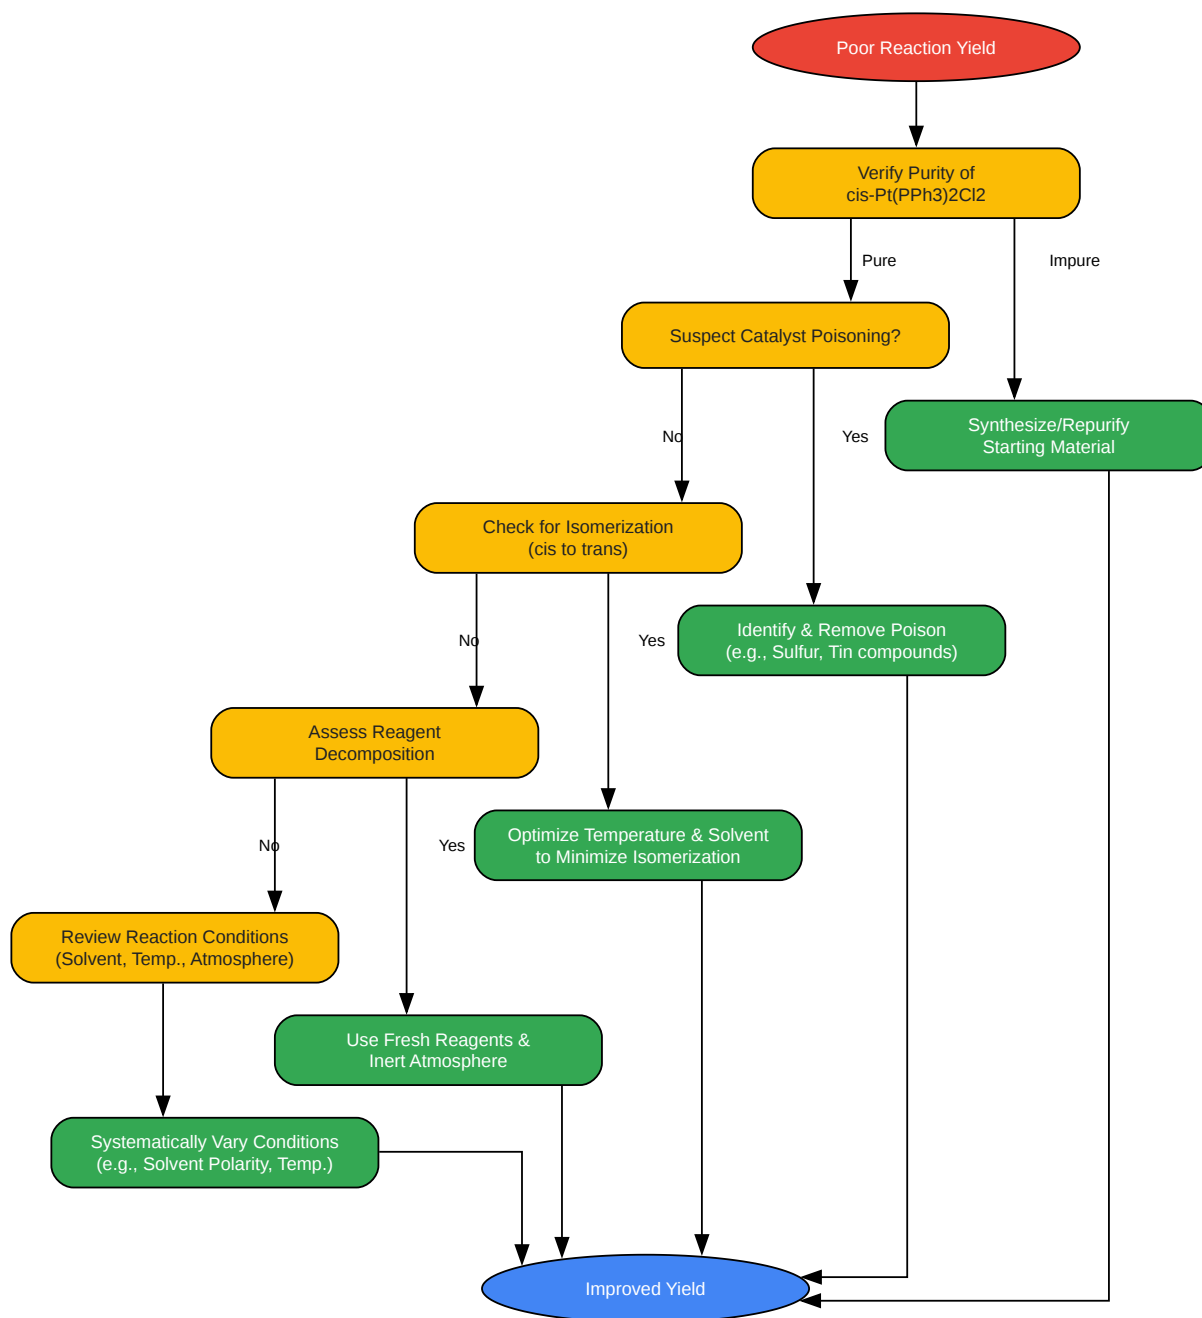 Poor Reaction Yield
Verify Purity of
cis-Pt(PPh3)2Cl2
Pure
Impure
Suspect Catalyst Poisoning?
Synthesize/Repurify
Starting Material
No
Yes
Check for Isomerization
(cis to trans)
Identify & Remove Poison
(e.g., Sulfur, Tin compounds)
No
Yes
Assess Reagent
Decomposition
Optimize Temperature & Solvent
to Minimize Isomerization
No
Yes
Review Reaction Conditions
(Solvent, Temp., Atmosphere)
Use Fresh Reagents &
Inert Atmosphere
Systematically Vary Conditions
(e.g., Solvent Polarity, Temp.)
Improved Yield